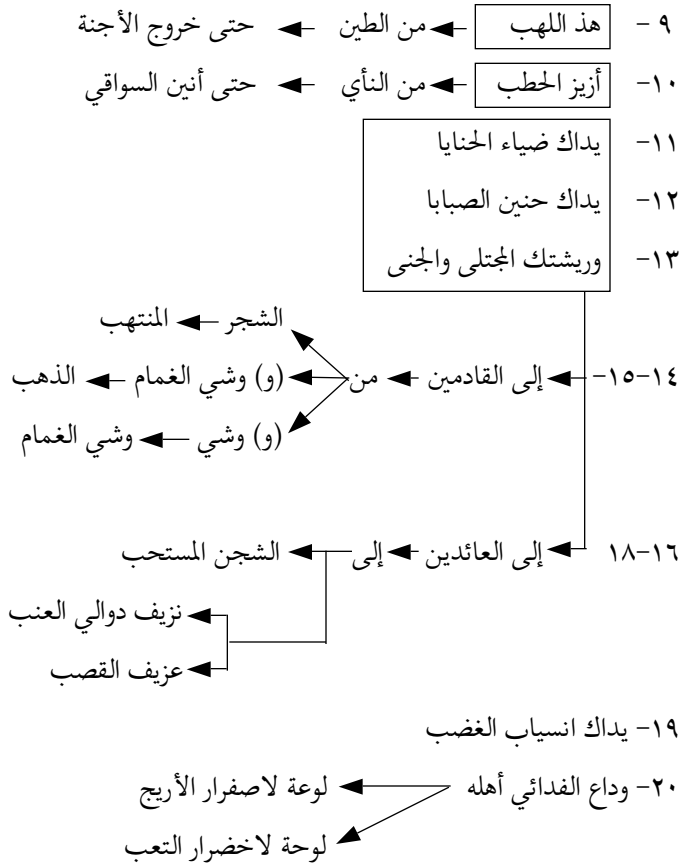 ٩ - هذ اللهب من الطين حتى خروج الأجنة
١٠- أزيز الحطب من النأي حتى أنين السواقي
١١- يداك ضياء الحنايا
١٢- يداك حنين الصبابا
١٣- وريشتك المجتلى والجنى
الشجر المنتهب
١٤-١٥- إلى القادمين من (و) وشي الغمام الذهب
(و) وشي وشي الغمام
١٦-١٨ إلى العائدين إلى الشجن المستحب
نزيف دوالي العنب
عزيف القصب
١٩- يداك انسياب الغضب
٢٠- وداع الفدائي أهله لوعة لاصفرار الأريج
لوحة لاخضرار التعب